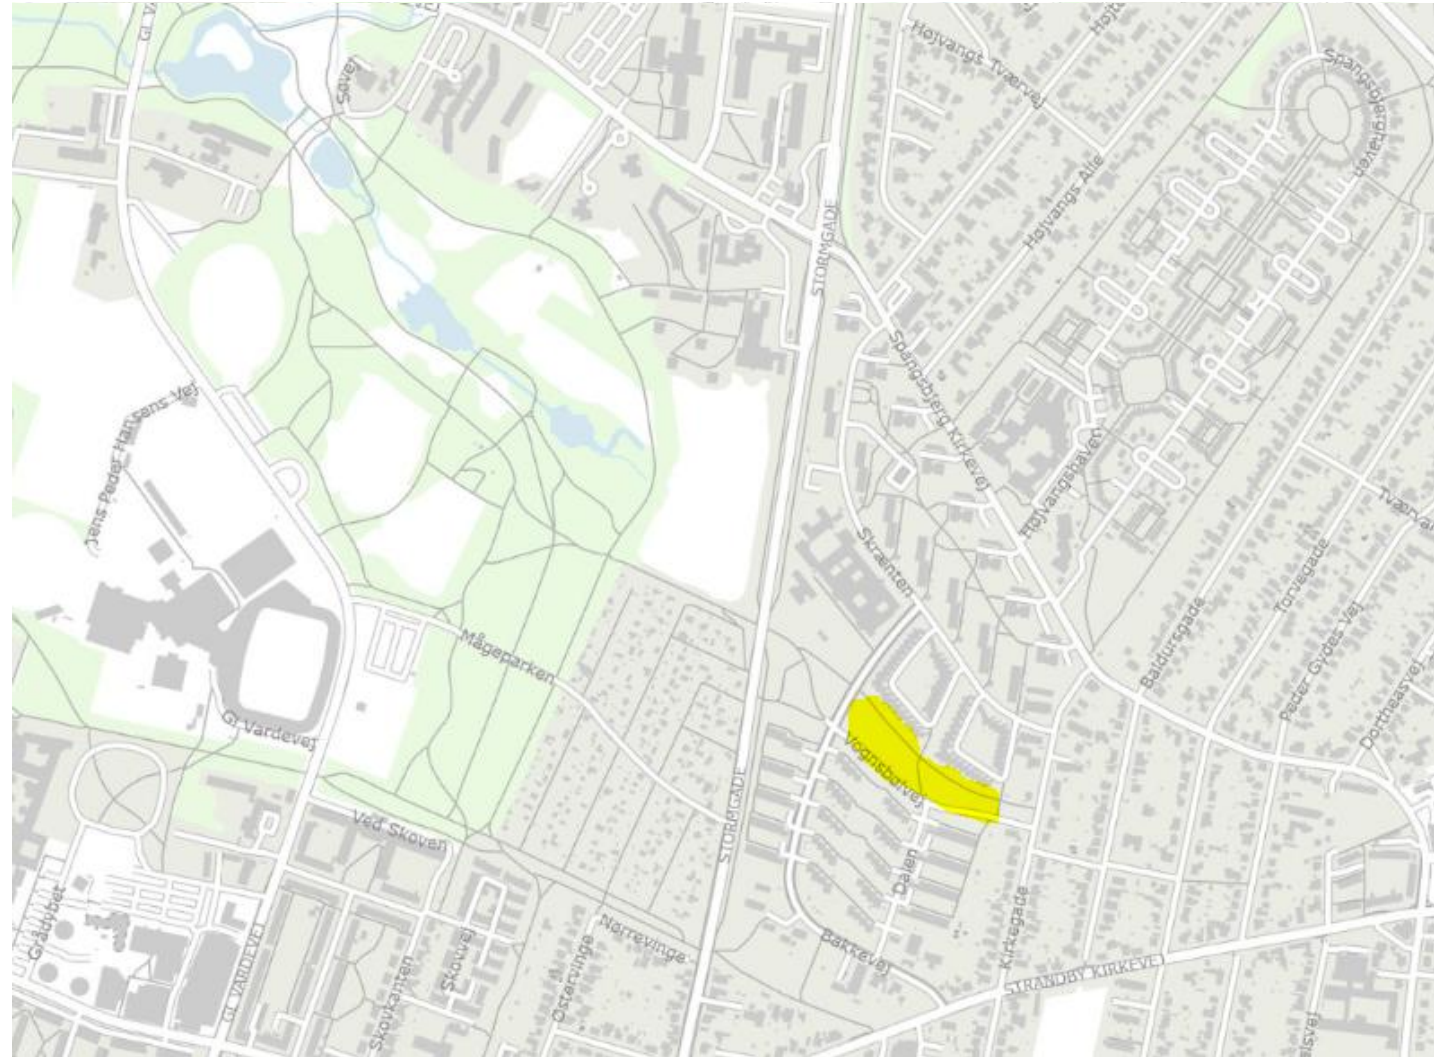 Højvangs Tværvej
Spangsbjerghaven
Søvej
STORMGADE
Højvangs Alle
Spangsbjerg Kirkevej
Jens Peder Hansens Vej
Højvangshaven
Skrænten
Torvegade
Baldursgade
Peder Gydes Vej
Dortheasvej
Mågeparken
Gl Vardevej
Vognsbølvej
STORMGADE
Ved Skoven
Dalen
Grådybet
Kirkegade
Nørrevinge
Bakkevej
Skovvej
Østervinge
Skovkanten
GL VARDEVEJ
STRANDBY KIRKEVEJ